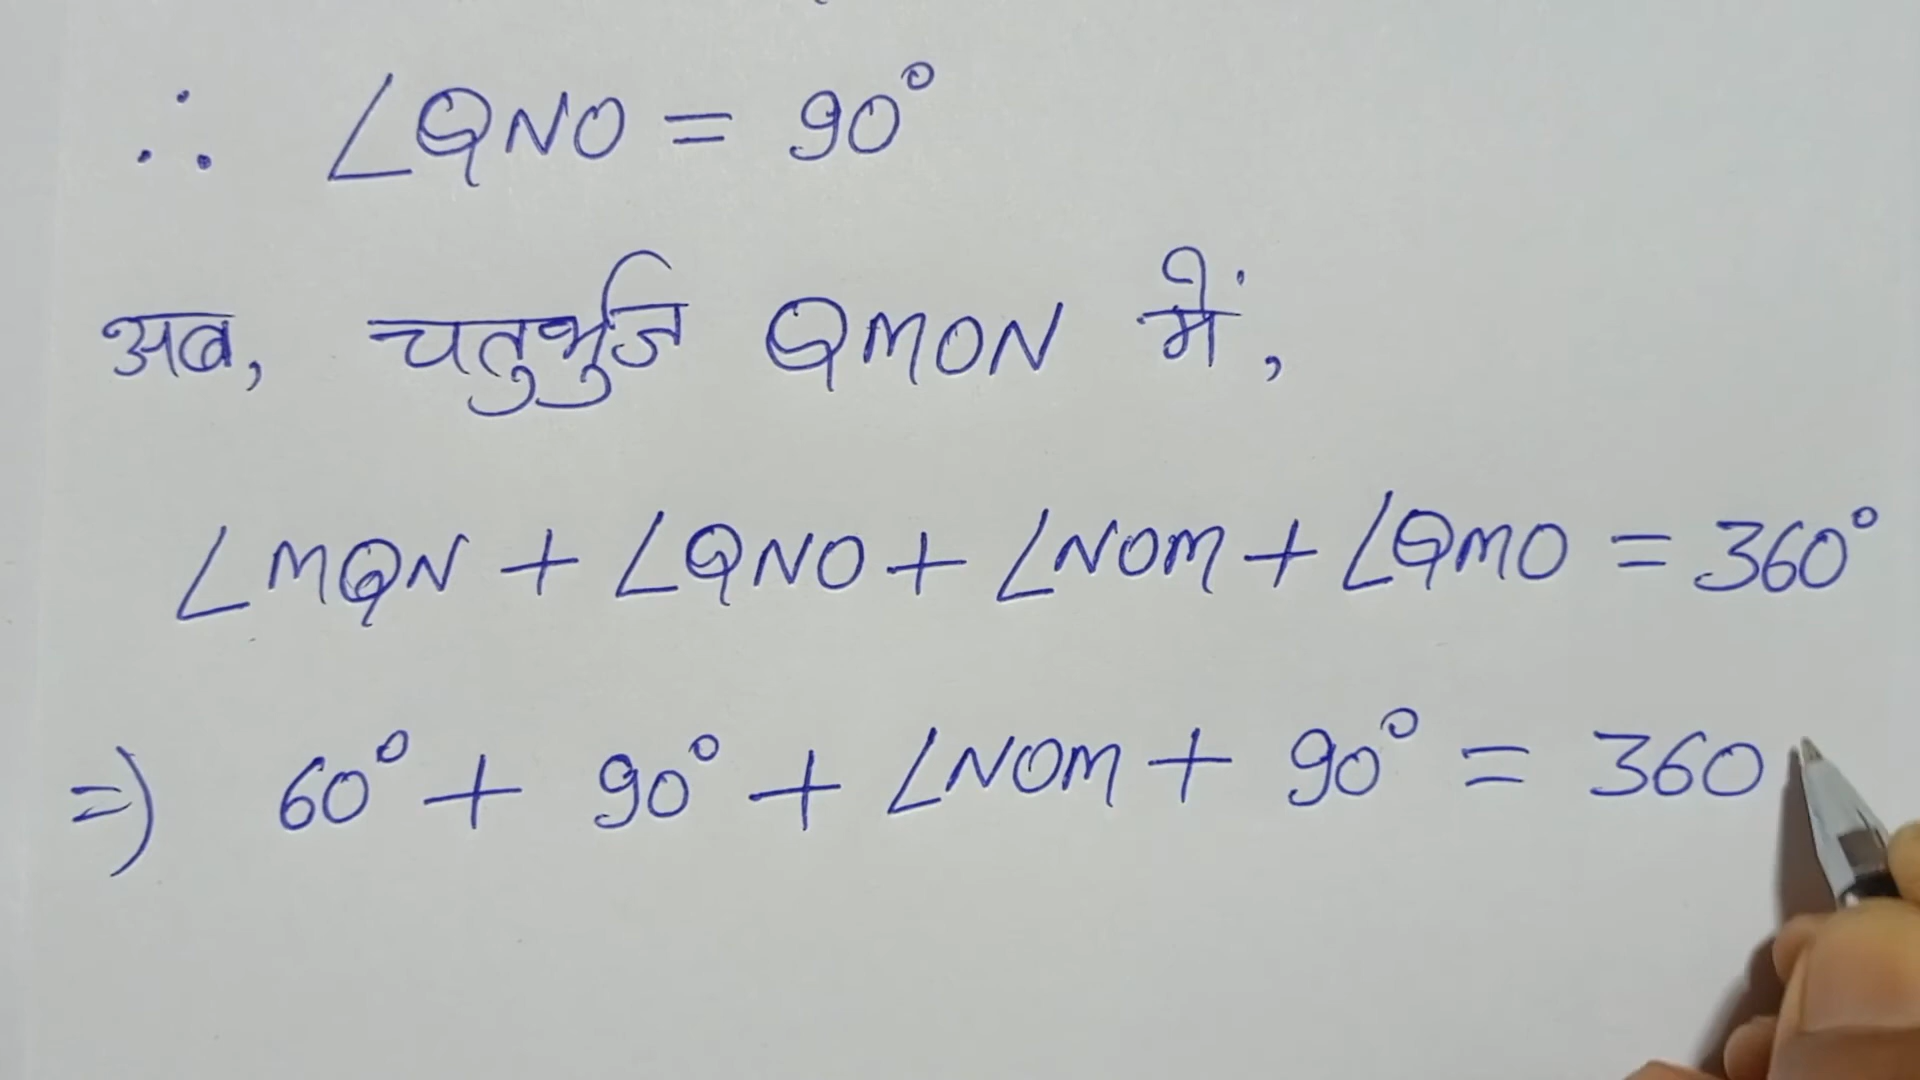 ∴ ∠QNO = 90°
अब, चतुर्भुज QMON में,
∠MQN + ∠QNO + ∠NOM + ∠QMO = 360°
⇒ 60° + 90° + ∠NOM + 90° = 360